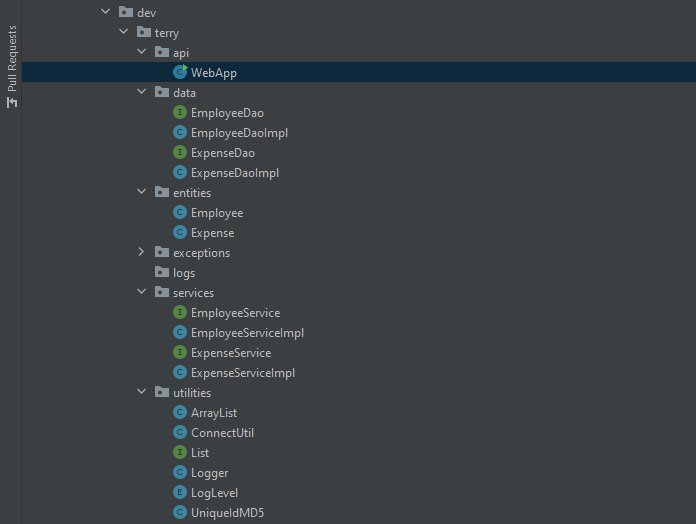 Pull Requests
dev
terry
api
WebApp
data
EmployeeDao
EmployeeDaoImpl
ExpenseDao
ExpenseDaoImpl
entities
Employee
Expense
exceptions
logs
services
EmployeeService
EmployeeServiceImpl
ExpenseService
ExpenseServiceImpl
utilities
ArrayList
ConnectUtil
List
Logger
LogLevel
UniqueIdMD5